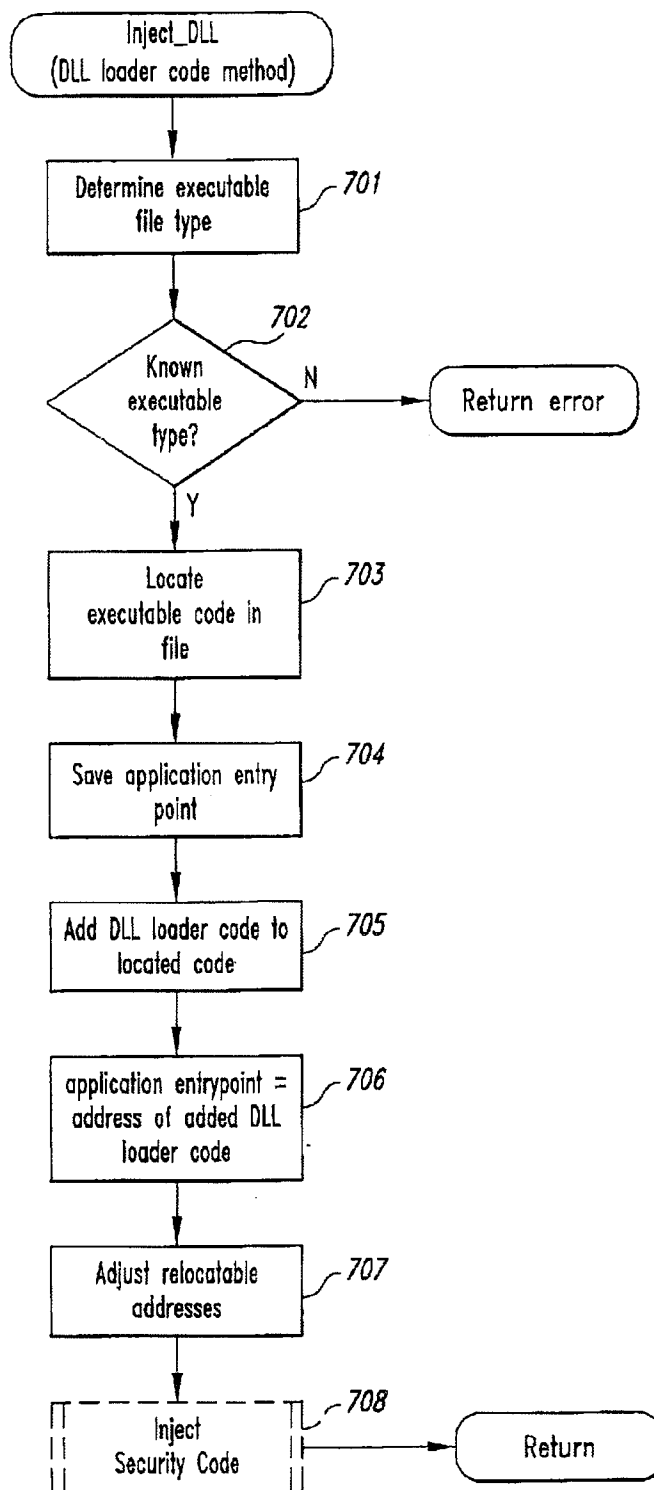 Inject_DLL
(DLL loader code method)
Determine executable
file type
701
702
Known
executable
type?
N
Return error
Y
Locate
executable code in
file
703
Save application entry
point
704
Add DLL loader code to
located code
705
application entrypoint =
address of added DLL
loader code
706
Adjust relocatable
addresses
707
Inject
Security Code
708
Return